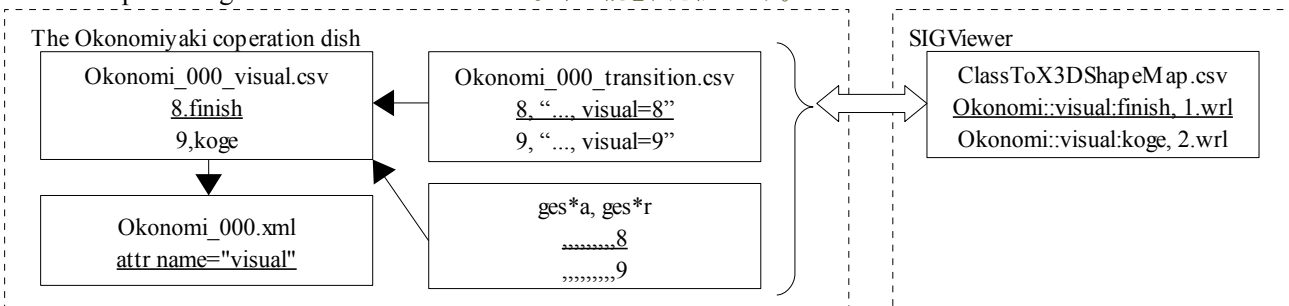 The Okonomiyaki coperation dish
Okonomi_000_visual.csv
8.finish
9,koge
Okonomi_000_transition.csv
8, “..., visual=8”
9, “..., visual=9”
Okonomi_000.xml
attr name="visual"
ges*a, ges*r
,,,,,,,,,,8
,,,,,,,,,,9
SIGViewer
ClassToX3DShapeMap.csv
Okonomi::visual:finish, 1.wrl
Okonomi::visual:koge, 2.wrl